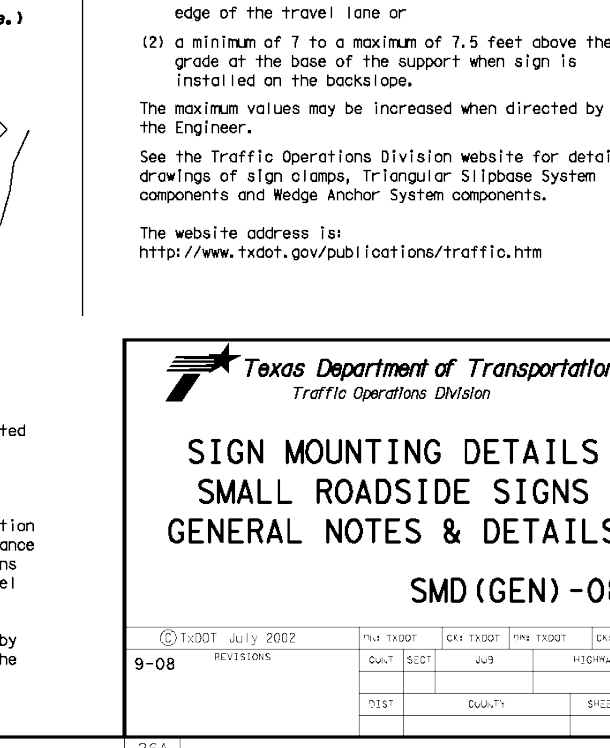 e.)
edge of the travel lane or
(2) a minimum of 7 to a maximum of 7.5 feet above the
grade at the base of the support when sign is
installed on the backslope.
The maximum values may be increased when directed by
the Engineer.
See the Traffic Operations Division website for detai
drawings of sign clamps, Triangular Slipbase System
components and Wedge Anchor System components.
The website address is:
http://www.txdot.gov/publications/traffic.htm
ted
tion
ance
ns
el
by
he
Texas Department of Transportation
Traffic Operations Division
SIGN MOUNTING DETAILS
SMALL ROADSIDE SIGNS
GENERAL NOTES & DETAILS
SMD(GEN)-08
©TxDOT July 2002
DN: TXDOT CK: TXDOT DW: TXDOT CK:
9-08 REVISIONS
CONT SECT JOB HIGHWA
DIST COUNTY SHEE
26A